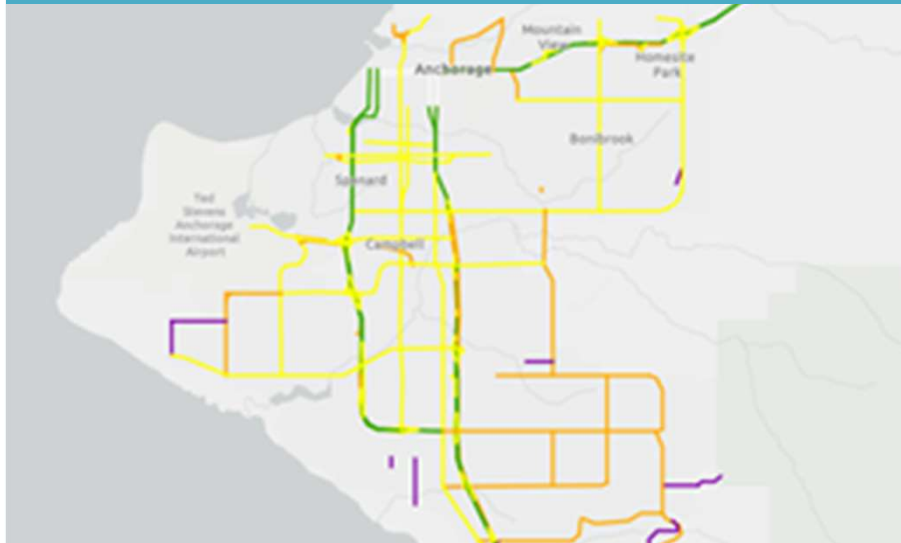 Mountain
View
Homesite
Park
Anchorage
Bonibrook
Spenard
Ted
Stevens
Anchorage
International
Airport
Campbell